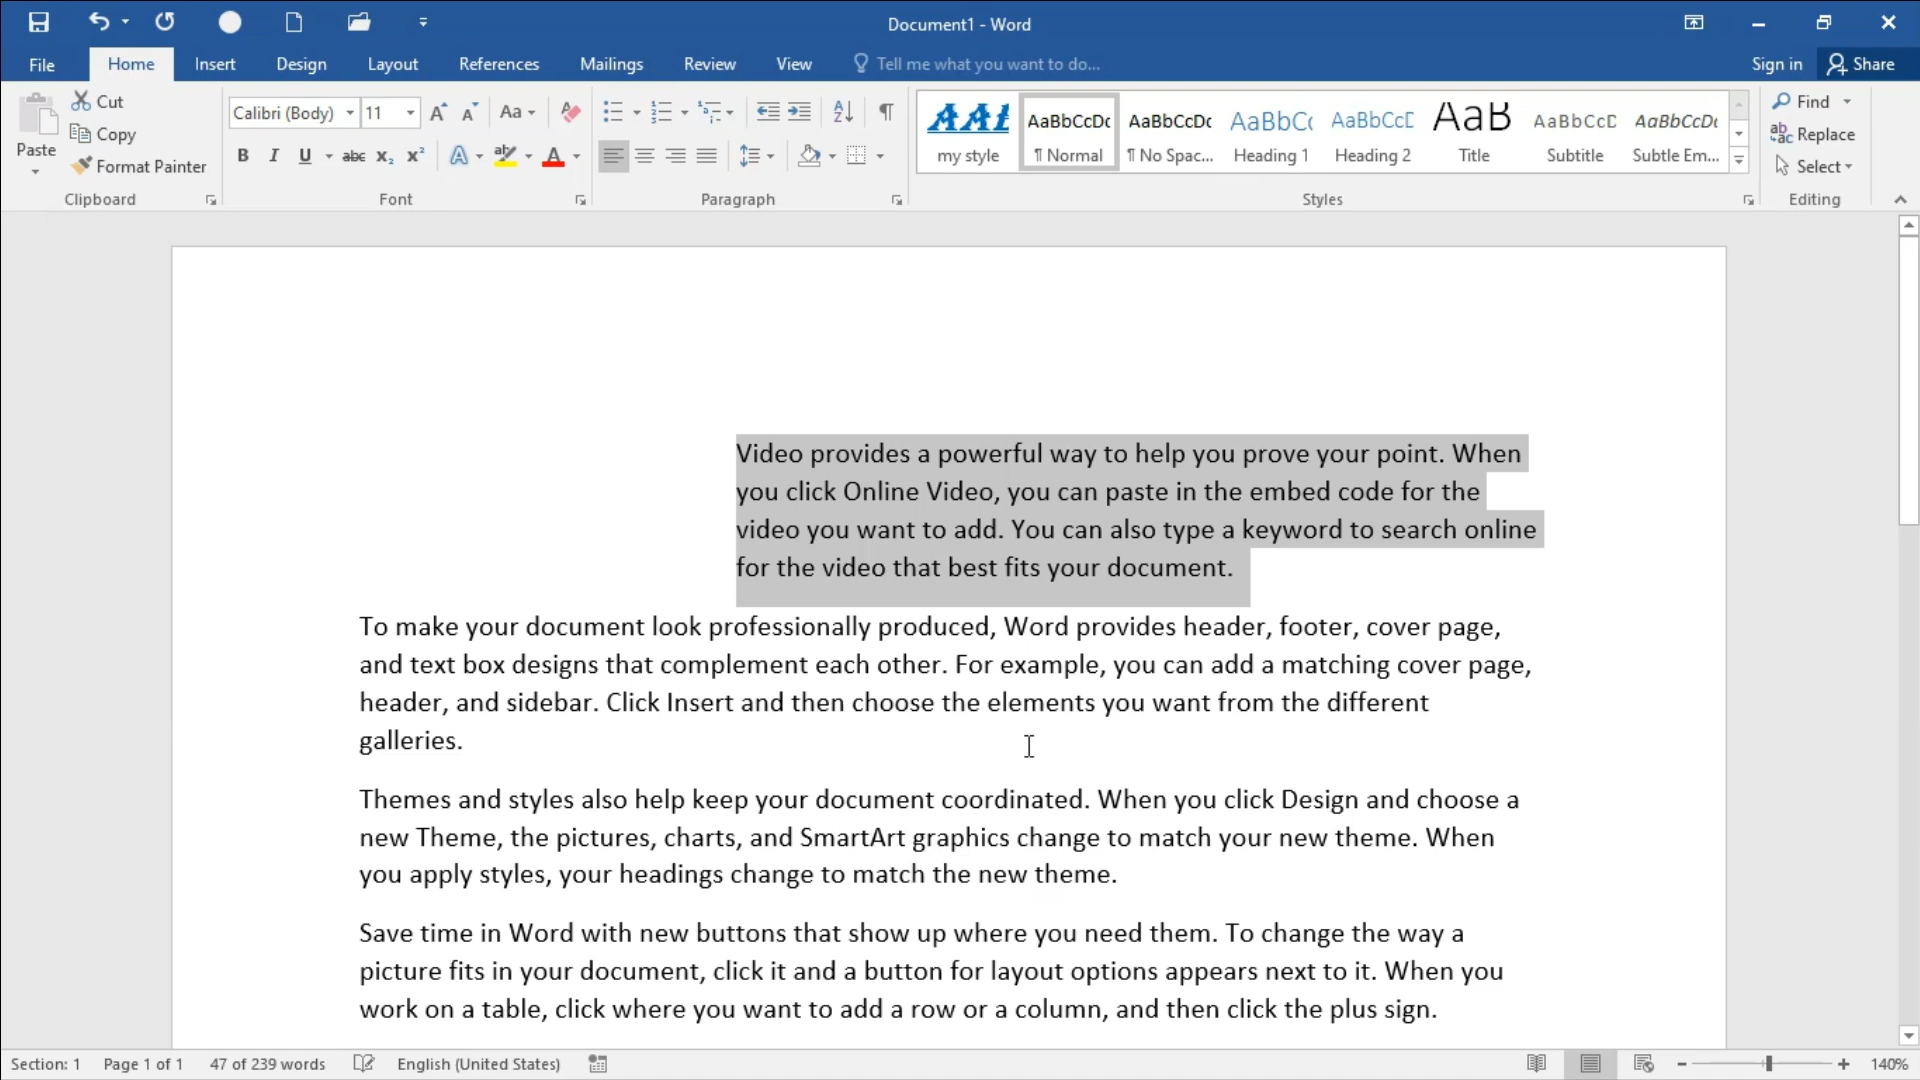 Document1 - Word
File Home Insert Design Layout References Mailings Review View Tell me what you want to do... Sign in Share
Paste
Cut
Copy
Format Painter
Clipboard
Calibri (Body) 11
Aa
B I U abc x₂ x² A ab A
Font
A Z ¶
Paragraph
AAI AaBbCcDc AaBbCcDc AaBbCc AaBbCcD AaB AaBbCcD AaBbCcDc
my style ¶ Normal ¶ No Spac... Heading 1 Heading 2 Title Subtitle Subtle Em...
Styles
Find
ab ac Replace
Select
Editing
Video provides a powerful way to help you prove your point. When
you click Online Video, you can paste in the embed code for the
video you want to add. You can also type a keyword to search online
for the video that best fits your document.
To make your document look professionally produced, Word provides header, footer, cover page,
and text box designs that complement each other. For example, you can add a matching cover page,
header, and sidebar. Click Insert and then choose the elements you want from the different
galleries.
Themes and styles also help keep your document coordinated. When you click Design and choose a
new Theme, the pictures, charts, and SmartArt graphics change to match your new theme. When
you apply styles, your headings change to match the new theme.
Save time in Word with new buttons that show up where you need them. To change the way a
picture fits in your document, click it and a button for layout options appears next to it. When you
work on a table, click where you want to add a row or a column, and then click the plus sign.
Section: 1 Page 1 of 1 47 of 239 words English (United States) 140%